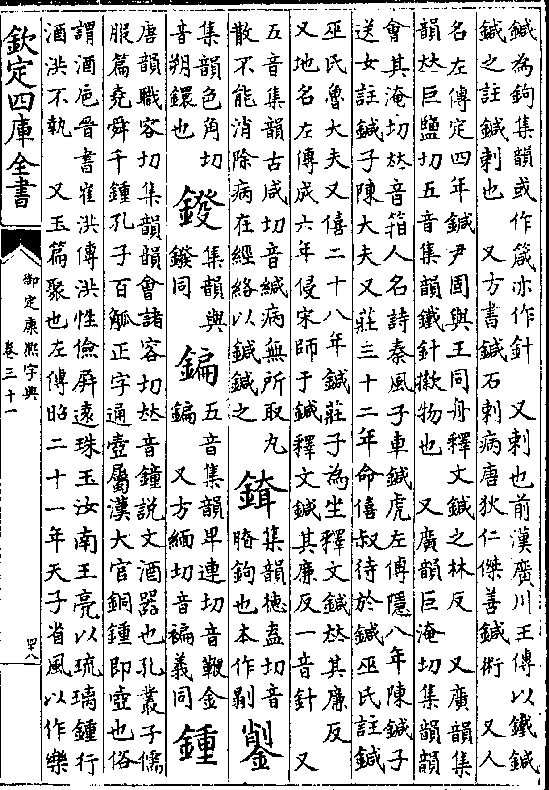 鍼為鉤集韻或作箴亦作針　又刺也前漢廣川王傳以鐵鍼
鍼之註鍼刺也　又方書鍼石刺病唐狄仁傑善鍼術　又人
名左傳定四年鍼尹固與王同舟釋文鍼之林反　又廣韻集
韻𠀤巨鹽切五音集韻鐵針㰸物也　又廣韻巨淹切集韻韻
會其淹切𠀤音箝人名詩秦風子車鍼虎左傳隱八年陳鍼子
送女註鍼子陳大夫又莊三十二年命僖叔待於鍼巫氏註鍼
巫氏魯大夫又僖二十八年鍼莊子為坐釋文鍼𠀤其廉反
又地名左傳成六年侵宋師于鍼釋文鍼其廉反一音針　又
五音集韻古咸切音緘病無所取丸
散不能消除病在經絡以鍼鍼之
錥集韻德盍切音
䁯鉤也本作剔
鎙
集韻色角切
音朔鐶也
鏺集韻與
鏺同
鍽五音集韻卑連切音鞭金
鍽　又方緬切音褊義同
鍾
唐韻職容切集韻韻會諸容切𠀤音鐘說文酒器也孔叢子儒
服篇堯舜千鍾孔子百觚正字通壺屬漢大官銅鍾即壺也俗
謂酒卮晉書崔洪傳洪性儉屏遠珠玉汝南王亮以琉璃鍾行
酒洪不執　又玉篇聚也左傳昭二十一年天子省風以作樂
欽定四庫全書
御定康熙字典
卷三十一
四八